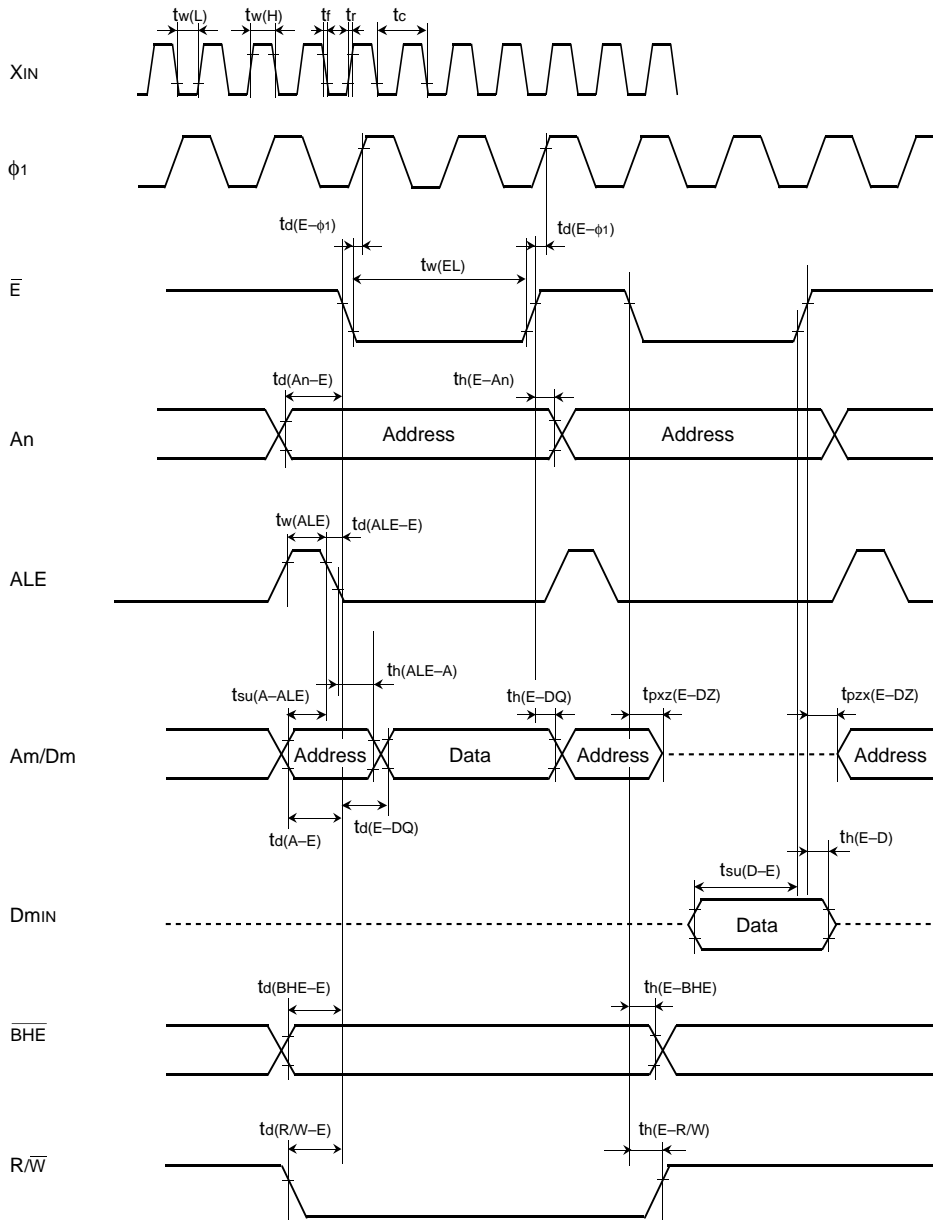 tw(L) tw(H) tf tr tc
XIN
ϕ1
td(E–ϕ1) td(E–ϕ1)
tw(EL)
E̅
td(An–E) th(E–An)
An Address Address
tw(ALE) td(ALE–E)
ALE
th(ALE–A)
tsu(A–ALE) th(E–DQ) tpxz(E–DZ) tpzx(E–DZ)
Am/Dm Address Data Address Address
td(A–E) td(E–DQ)
th(E–D)
tsu(D–E)
DmIN Data
td(BHE–E) th(E–BHE)
B̅H̅E̅
td(R/W–E) th(E–R/W)
R/W̅